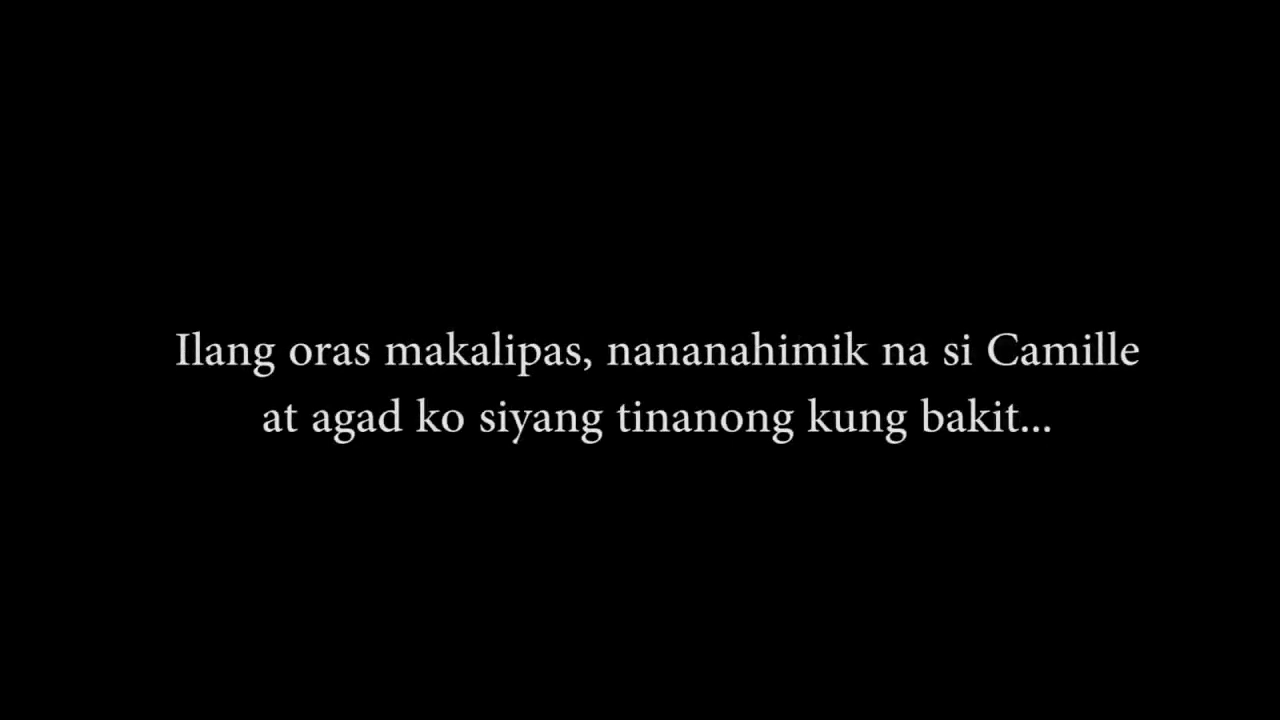 Ilang oras makalipas, nananahimik na si Camille
at agad ko siyang tinanong kung bakit...